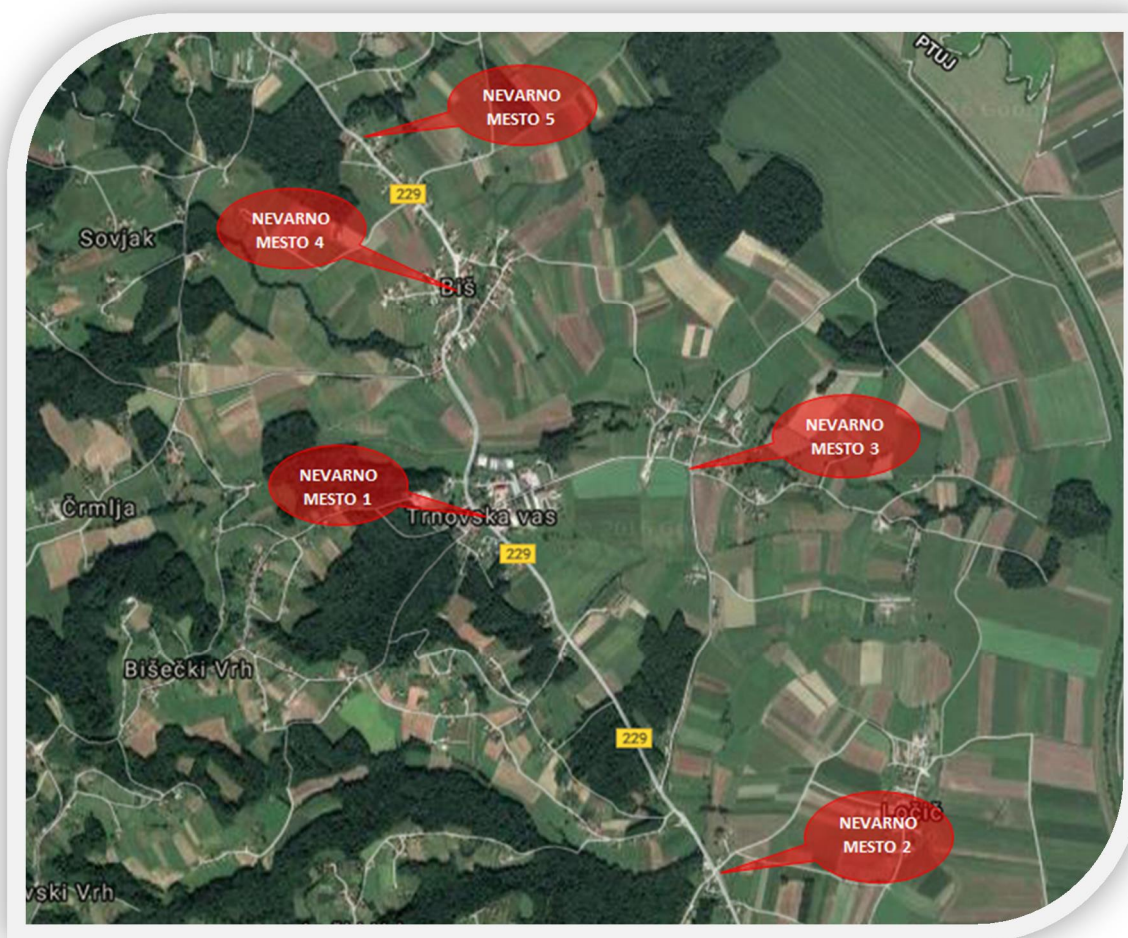 PTUJ
NEVARNO
MESTO 5
229
NEVARNO
MESTO 4
Sovjak
Biš
NEVARNO
MESTO 3
NEVARNO
MESTO 1
Črmlja
Trnovska vas
229
Bišečki Vrh
229
Ločič
NEVARNO
MESTO 2
vski Vrh